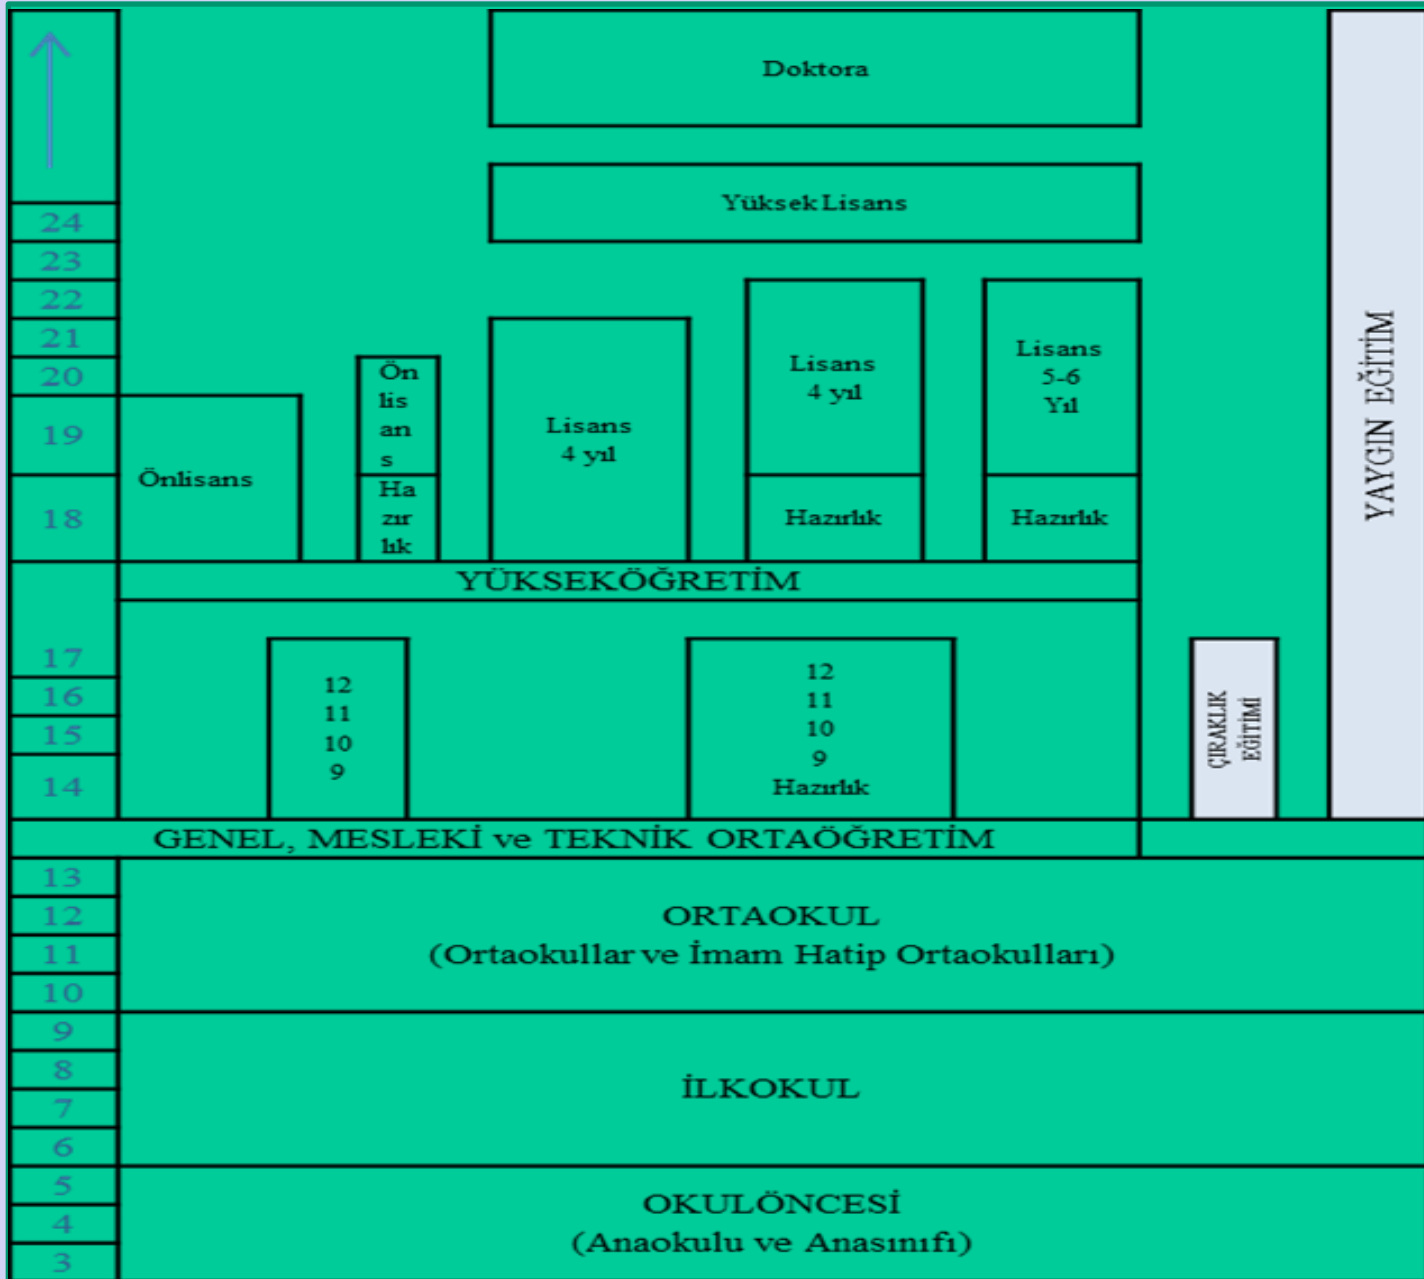 Doktora
Yüksek Lisans
24
23
22
21
20
19
18
Önlisans
Ön
lis
an
s
Ha
zır
lık
Lisans
4 yıl
Lisans
4 yıl
Hazırlık
Lisans
5-6
Yıl
Hazırlık
YAYGIN EĞİTİM
YÜKSEKÖĞRETİM
17
16
15
14
12
11
10
9
12
11
10
9
Hazırlık
ÇIRAKLIK
EĞİTİMİ
GENEL, MESLEKİ ve TEKNİK ORTAÖĞRETİM
13
12
11
10
ORTAOKUL
(Ortaokullar ve İmam Hatip Ortaokulları)
9
8
7
6
İLKOKUL
5
4
3
OKULÖNCESİ
(Anaokulu ve Anasınıfı)